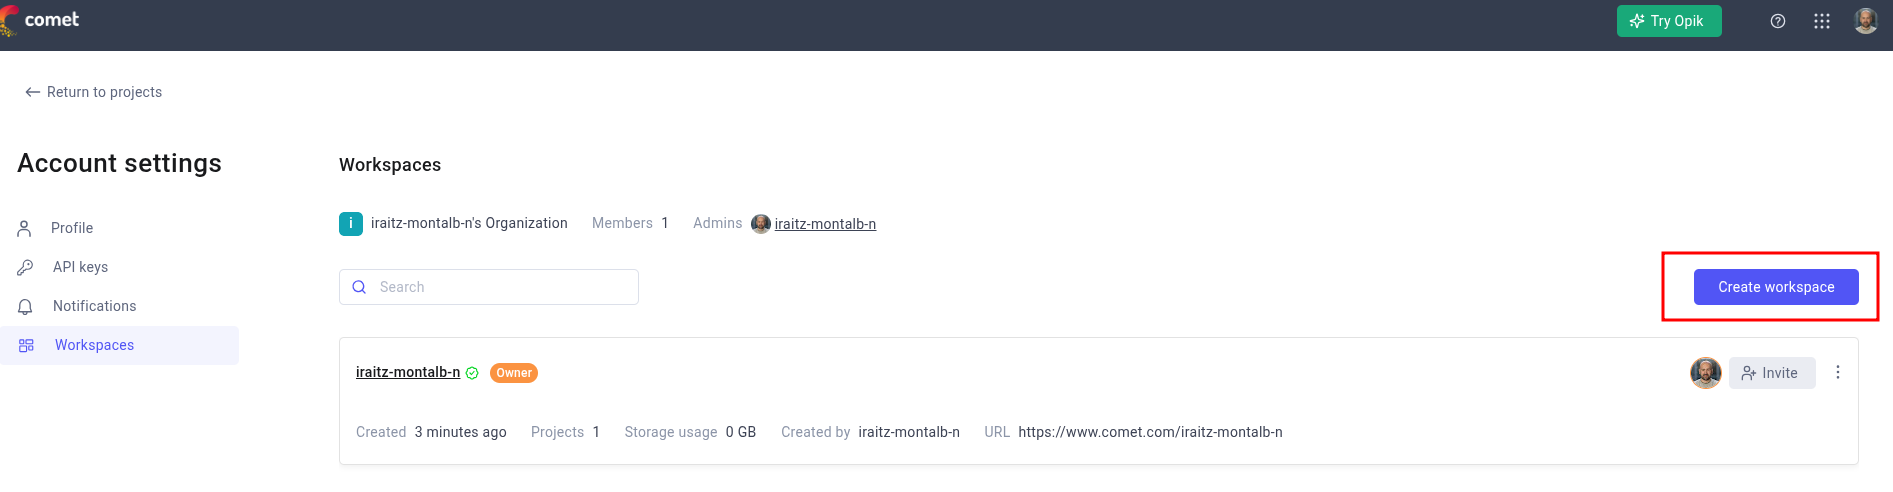 comet
Try Opik
Return to projects
Account settings
Profile
API keys
Notifications
Workspaces
Workspaces
i iraitz-montalb-n's Organization Members 1 Admins iraitz-montalb-n
Search
Create workspace
iraitz-montalb-n Owner
Invite
Created 3 minutes ago Projects 1 Storage usage 0 GB Created by iraitz-montalb-n URL https://www.comet.com/iraitz-montalb-n